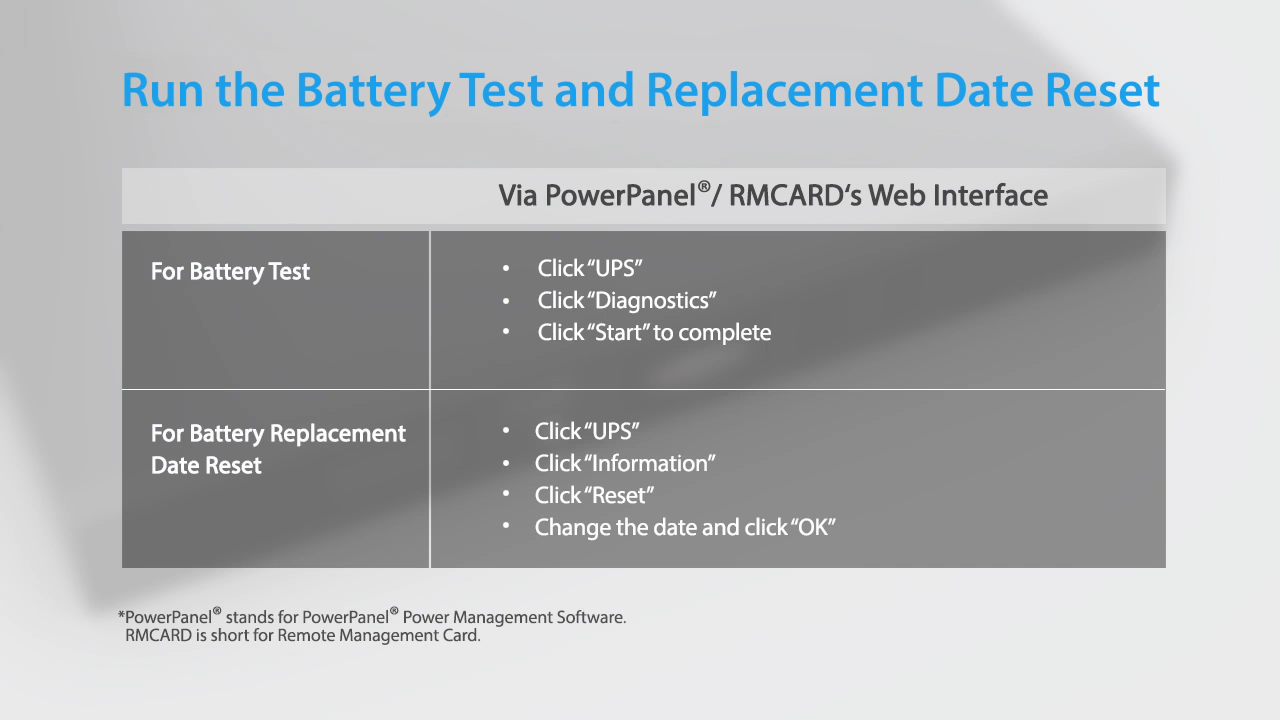 Run the Battery Test and Replacement Date Reset
Via PowerPanel®/ RMCARD‘s Web Interface
For Battery Test
• Click “UPS”
• Click “Diagnostics”
• Click “Start” to complete
For Battery Replacement
Date Reset
• Click “UPS”
• Click “Information”
• Click “Reset”
• Change the date and click “OK”
*PowerPanel® stands for PowerPanel® Power Management Software.
RMCARD is short for Remote Management Card.